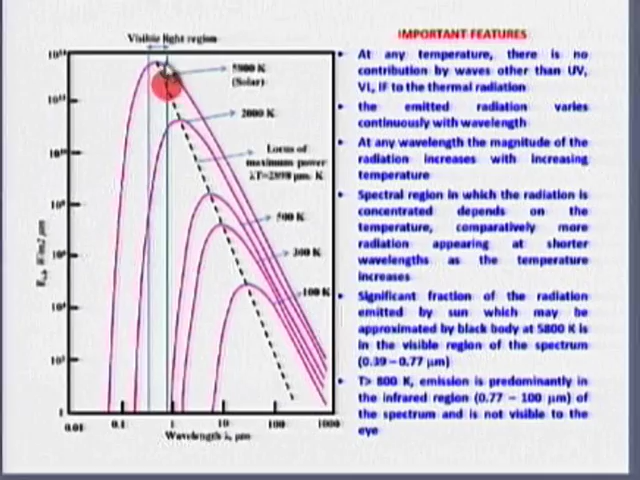 Visible light region
5800 K
(Solar)
2000 K
Locus of
maximum power
λT=2898 μm. K
500 K
300 K
100 K
1
0.01
0.1
1
10
100
1000
Wavelength λ, μm
IMPORTANT FEATURES
• At any temperature, there is no
contribution by waves other than UV,
VL, IF to the thermal radiation
• the emitted radiation varies
continuously with wavelength
• At any wavelength the magnitude of the
radiation increases with increasing
temperature
• Spectral region in which the radiation is
concentrated depends on the
temperature, comparatively more
radiation appearing at shorter
wavelengths as the temperature
increases
• Significant fraction of the radiation
emitted by sun which may be
approximated by black body at 5800 K is
in the visible region of the spectrum
(0.39 – 0.77 μm)
• T> 800 K, emission is predominantly in
the infrared region (0.77 – 100 μm) of
the spectrum and is not visible to the
eye